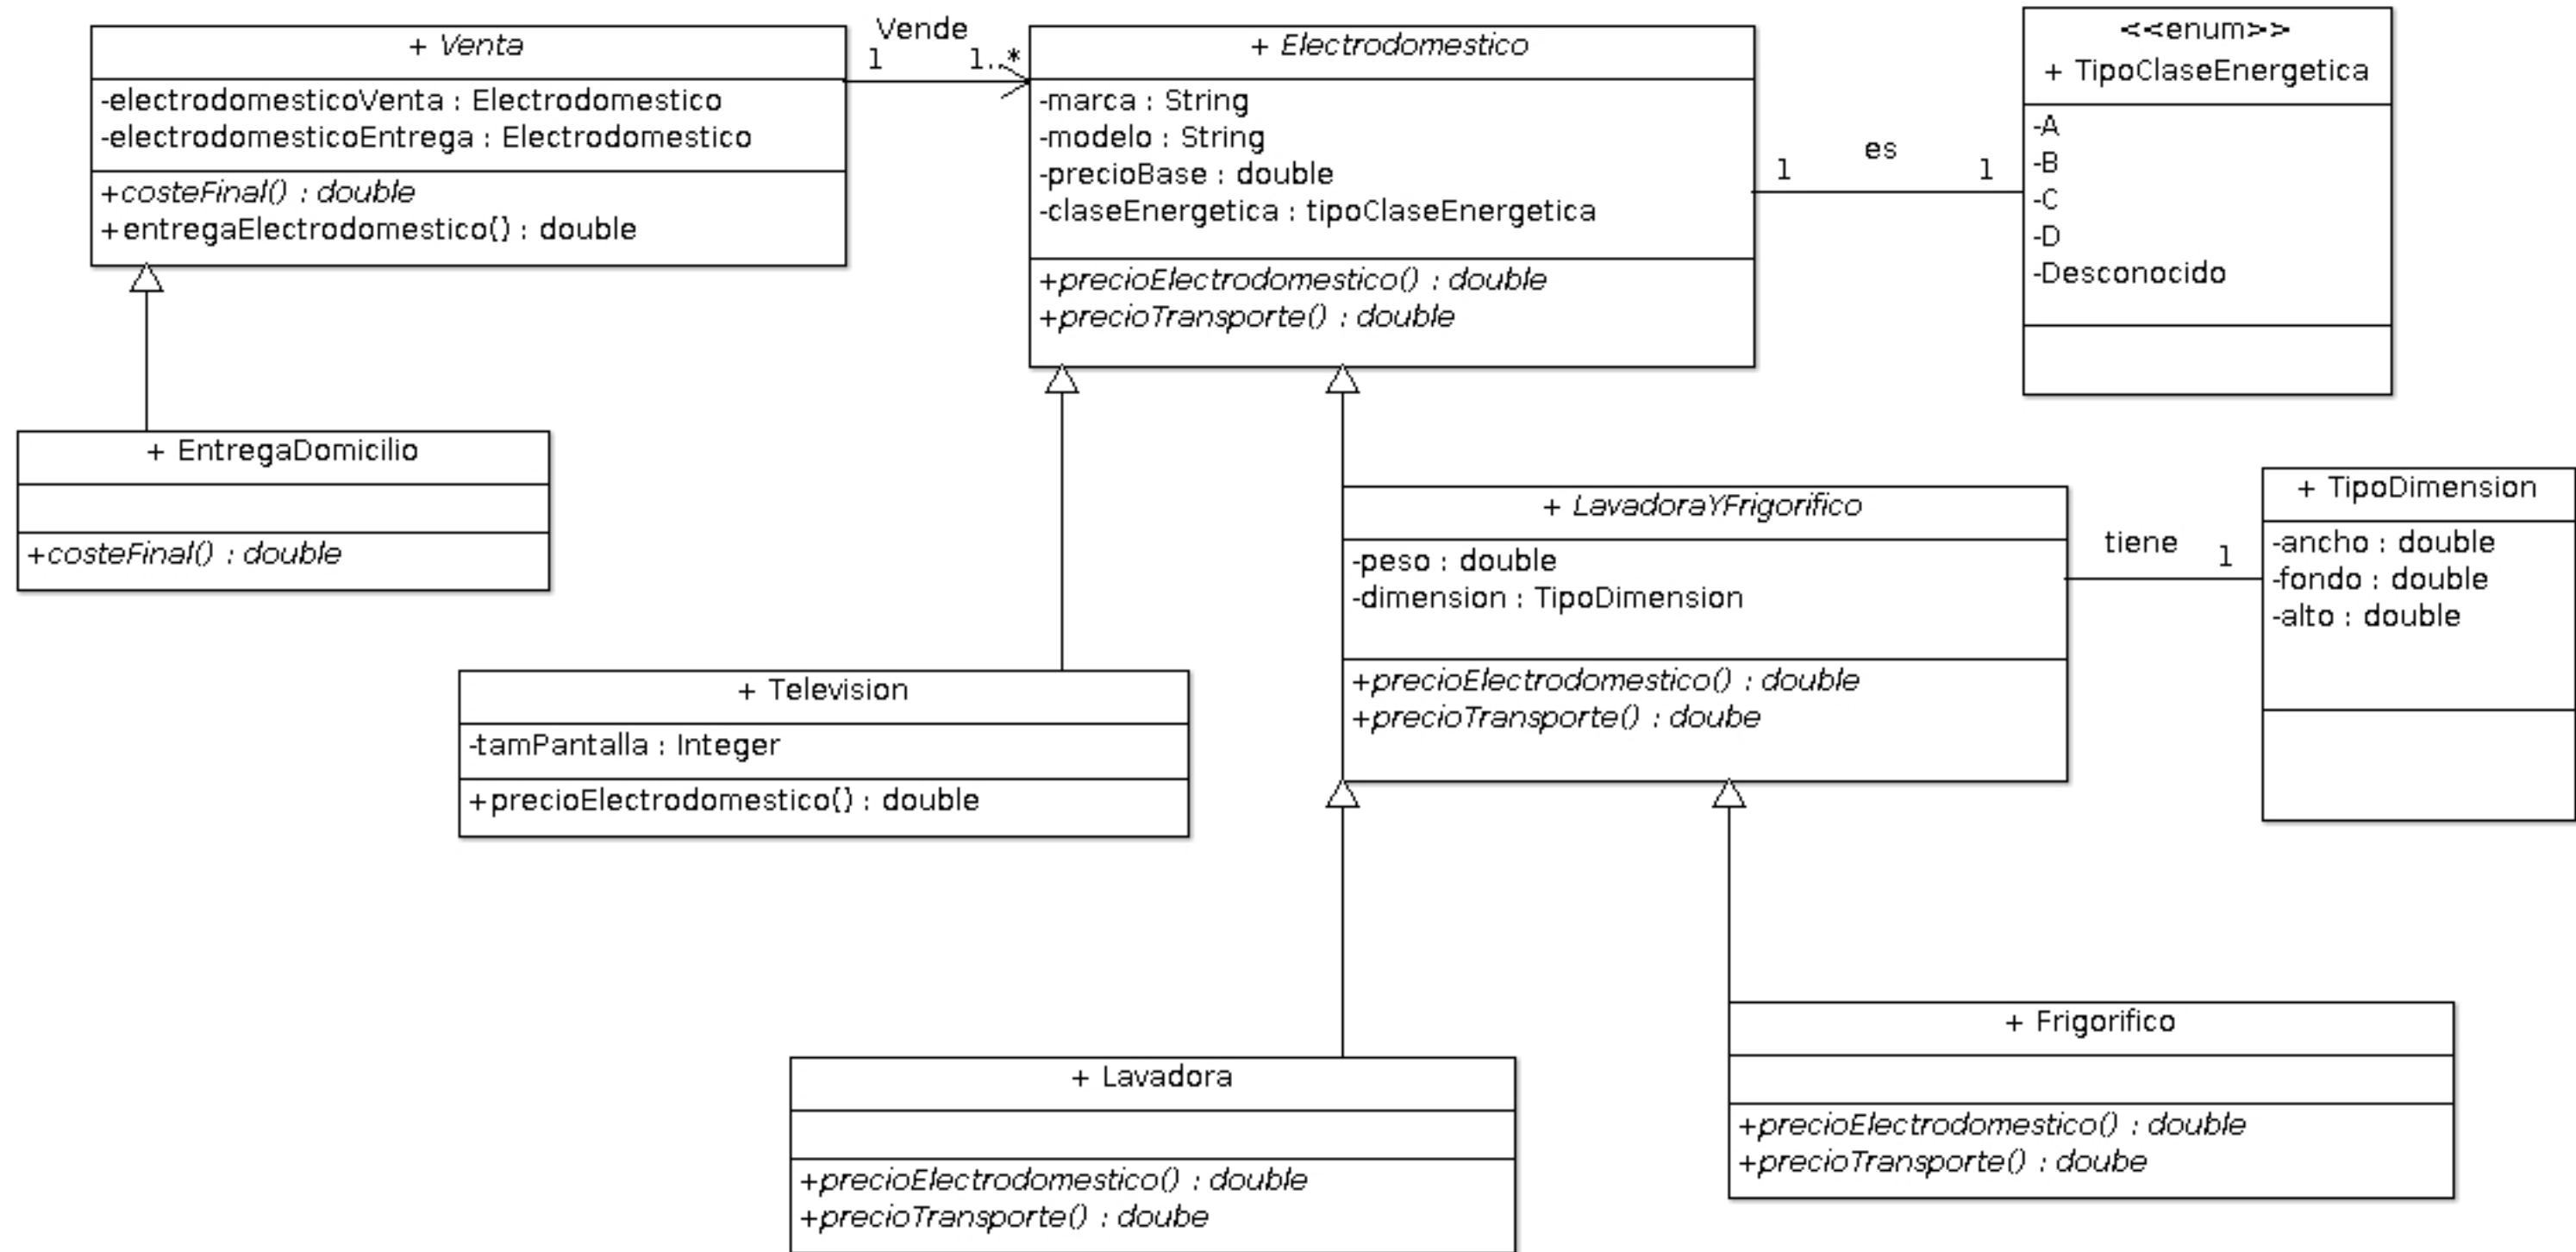 + Venta
-electrodomesticoVenta : Electrodomestico
-electrodomesticoEntrega : Electrodomestico
+costeFinal() : double
+entregaElectrodomestico() : double
Vende
1
1..*
+ Electrodomestico
-marca : String
-modelo : String
-precioBase : double
-claseEnergetica : tipoClaseEnergetica
+precioElectrodomestico() : double
+precioTransporte() : double
es
1
1
<<enum>>
+ TipoClaseEnergetica
-A
-B
-C
-D
-Desconocido
+ EntregaDomicilio
+costeFinal() : double
+ LavadoraYFrigorifico
-peso : double
-dimension : TipoDimension
+precioElectrodomestico() : double
+precioTransporte() : doube
tiene
1
+ TipoDimension
-ancho : double
-fondo : double
-alto : double
+ Television
-tamPantalla : Integer
+precioElectrodomestico() : double
+ Lavadora
+precioElectrodomestico() : double
+precioTransporte() : doube
+ Frigorifico
+precioElectrodomestico() : double
+precioTransporte() : doube